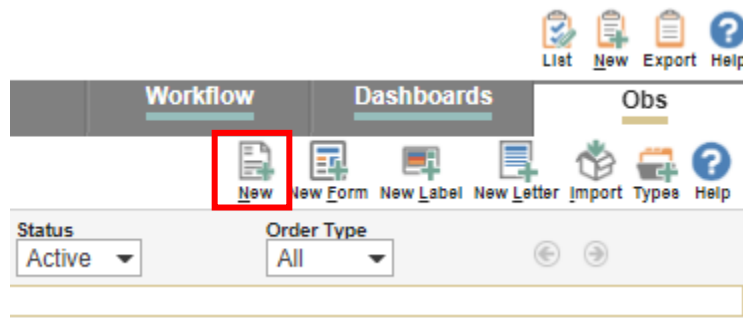 List New Export Help
Workflow Dashboards Obs
New New Form New Label New Letter Import Types Help
Status Order Type
Active All